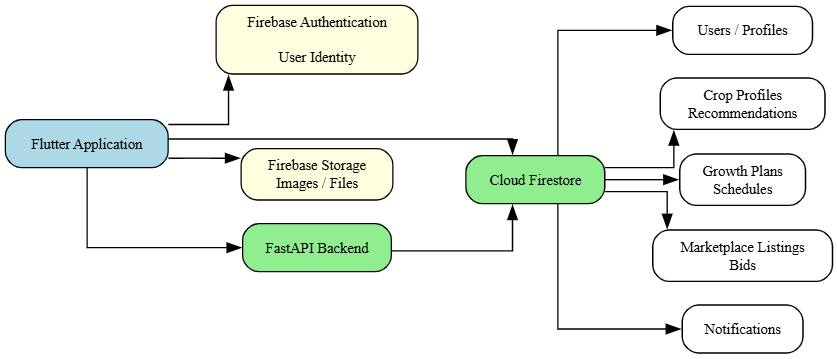 Firebase Authentication
User Identity
Flutter Application
Firebase Storage
Images / Files
FastAPI Backend
Cloud Firestore
Users / Profiles
Crop Profiles
Recommendations
Growth Plans
Schedules
Marketplace Listings
Bids
Notifications